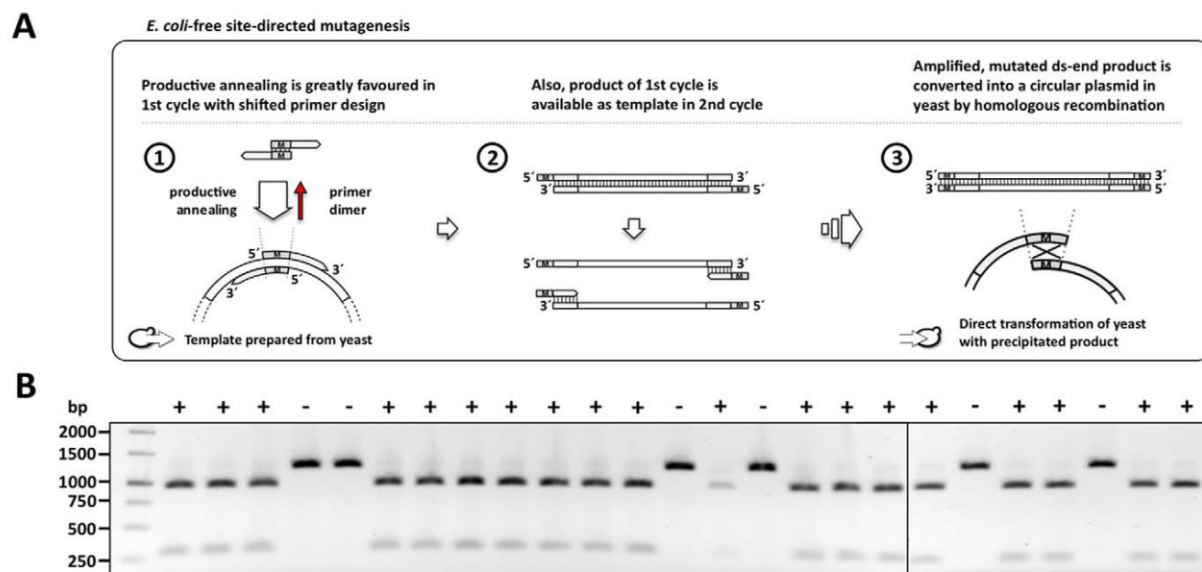 A
E. coli-free site-directed mutagenesis
Productive annealing is greatly favoured in
1st cycle with shifted primer design
Also, product of 1st cycle is
available as template in 2nd cycle
Amplified, mutated ds-end product is
converted into a circular plasmid in
yeast by homologous recombination
1
M
M
productive
annealing
primer
dimer
5´ M 3´
3´ M 5´
Template prepared from yeast
2
5´ M 3´
3´ M 5´
5´ M 3´
M
M
3´ M 5´
3
5´ M M 3´
3´ M M 5´
M
M
Direct transformation of yeast
with precipitated product
B
bp + + + - - + + + + + + + - + - + + + + - + + - + +
2000
1500
1000
750
500
250